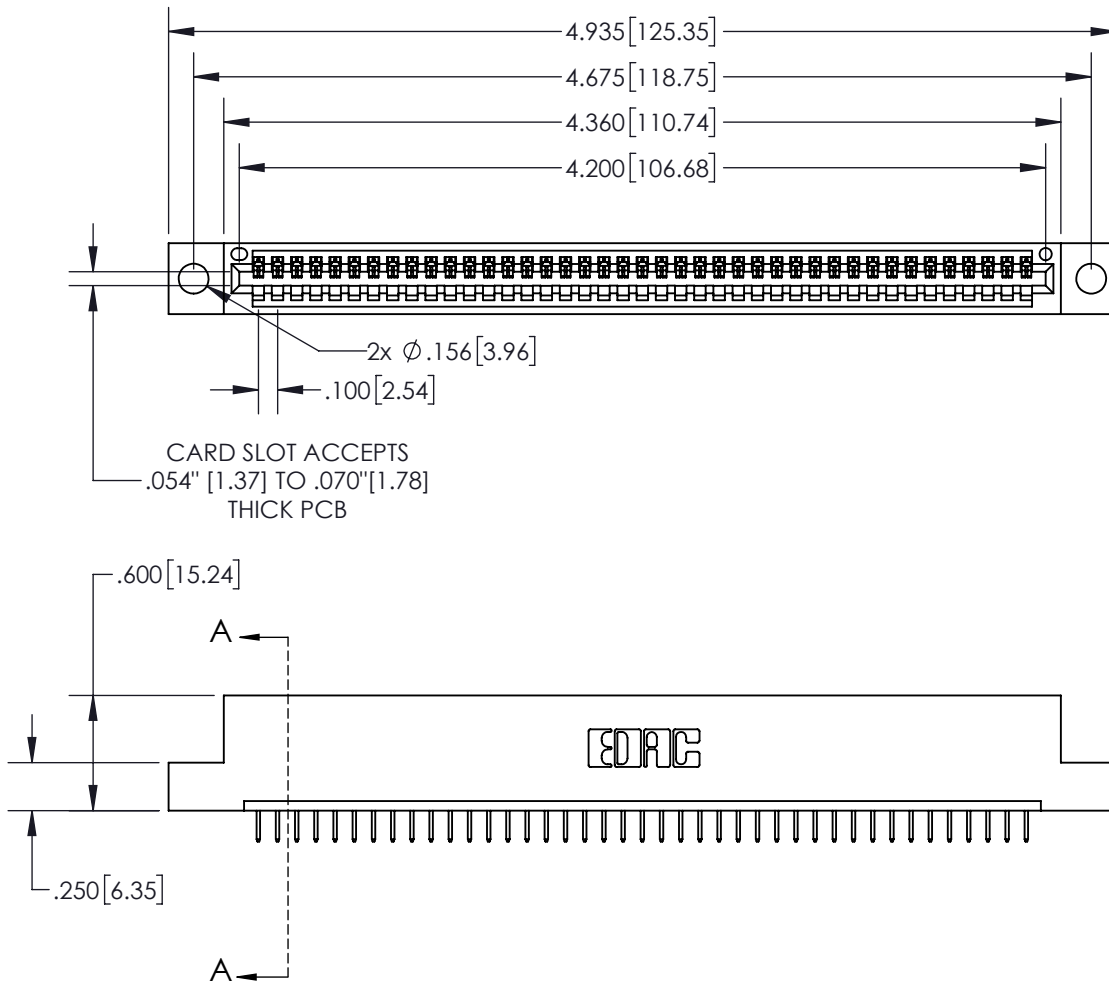 4.935[125.35]
4.675[118.75]
4.360[110.74]
4.200[106.68]
2x Ø .156[3.96]
.100[2.54]
CARD SLOT ACCEPTS
.054" [1.37] TO .070"[1.78]
THICK PCB
.600[15.24]
A
EDAC
.250[6.35]
A